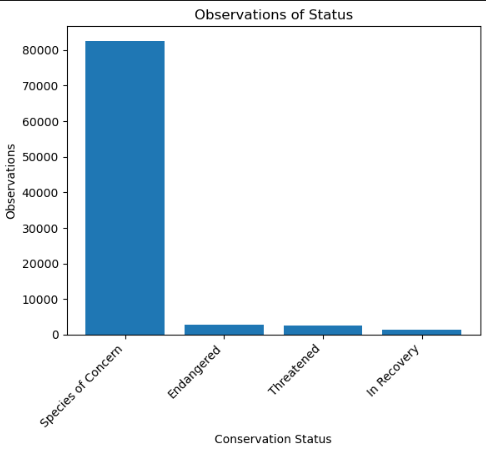 Observations of Status
80000
70000
60000
50000
40000
30000
20000
10000
0
Observations
Species of Concern
Endangered
Threatened
In Recovery
Conservation Status